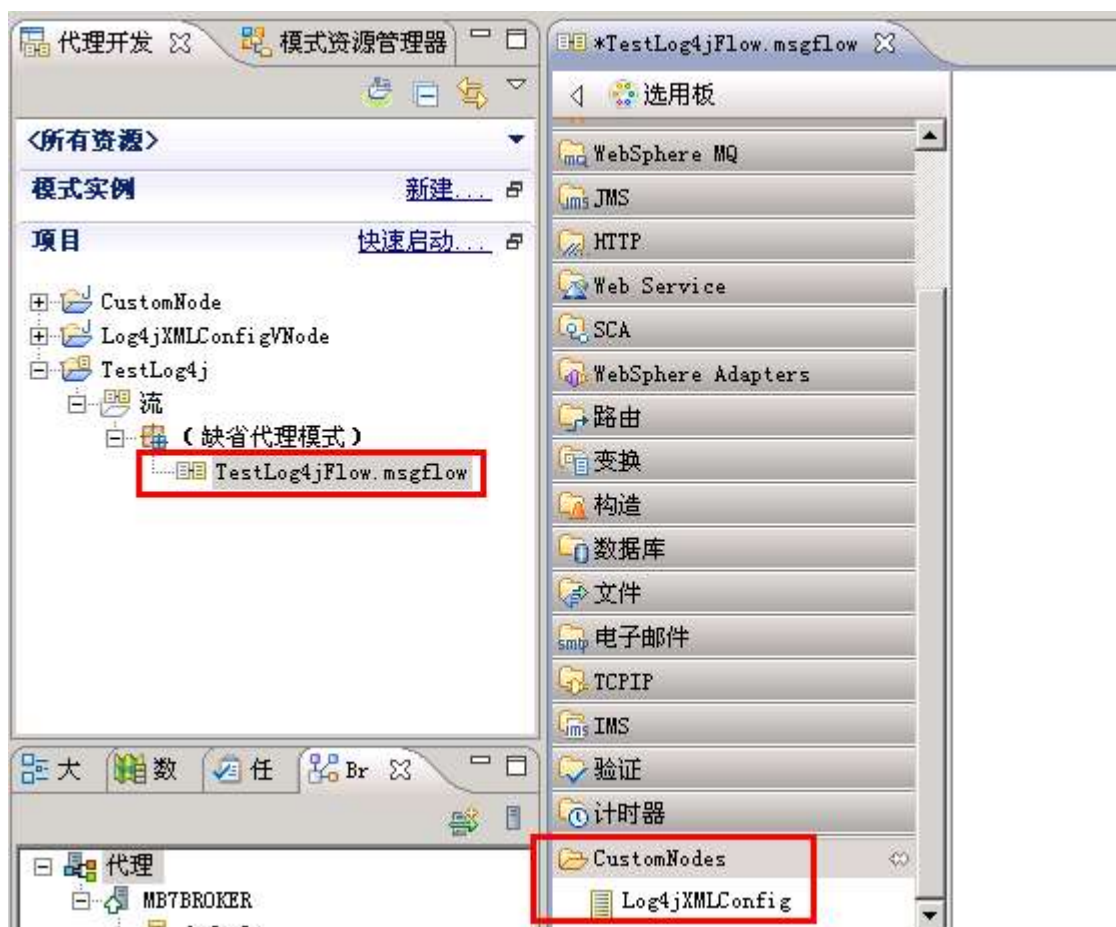 代理开发 模式资源管理器
<所有资源>
模式实例 新建...
项目 快速启动...
CustomNode
Log4jXMLConfigVNode
TestLog4j
流
(缺省代理模式)
TestLog4jFlow.msgflow
大 数 任 Br
代理
MB7BROKER
*TestLog4jFlow.msgflow
选用板
mq WebSphere MQ
jms JMS
HTTP
Web Service
SCA
WebSphere Adapters
路由
变换
构造
数据库
文件
smtp 电子邮件
TCPIP
ims IMS
验证
计时器
CustomNodes
Log4jXMLConfig